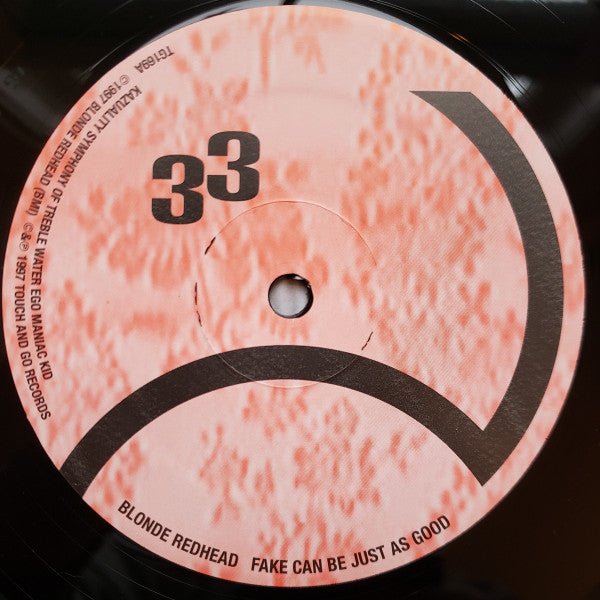 33
TG169A
KAZUALITY SYMPHONY OF TREBLE WATER EGO MANIAC KID
©1997 BLONDE REDHEAD (BMI) ©&℗ 1997 TOUCH AND GO RECORDS
BLONDE REDHEAD FAKE CAN BE JUST AS GOOD